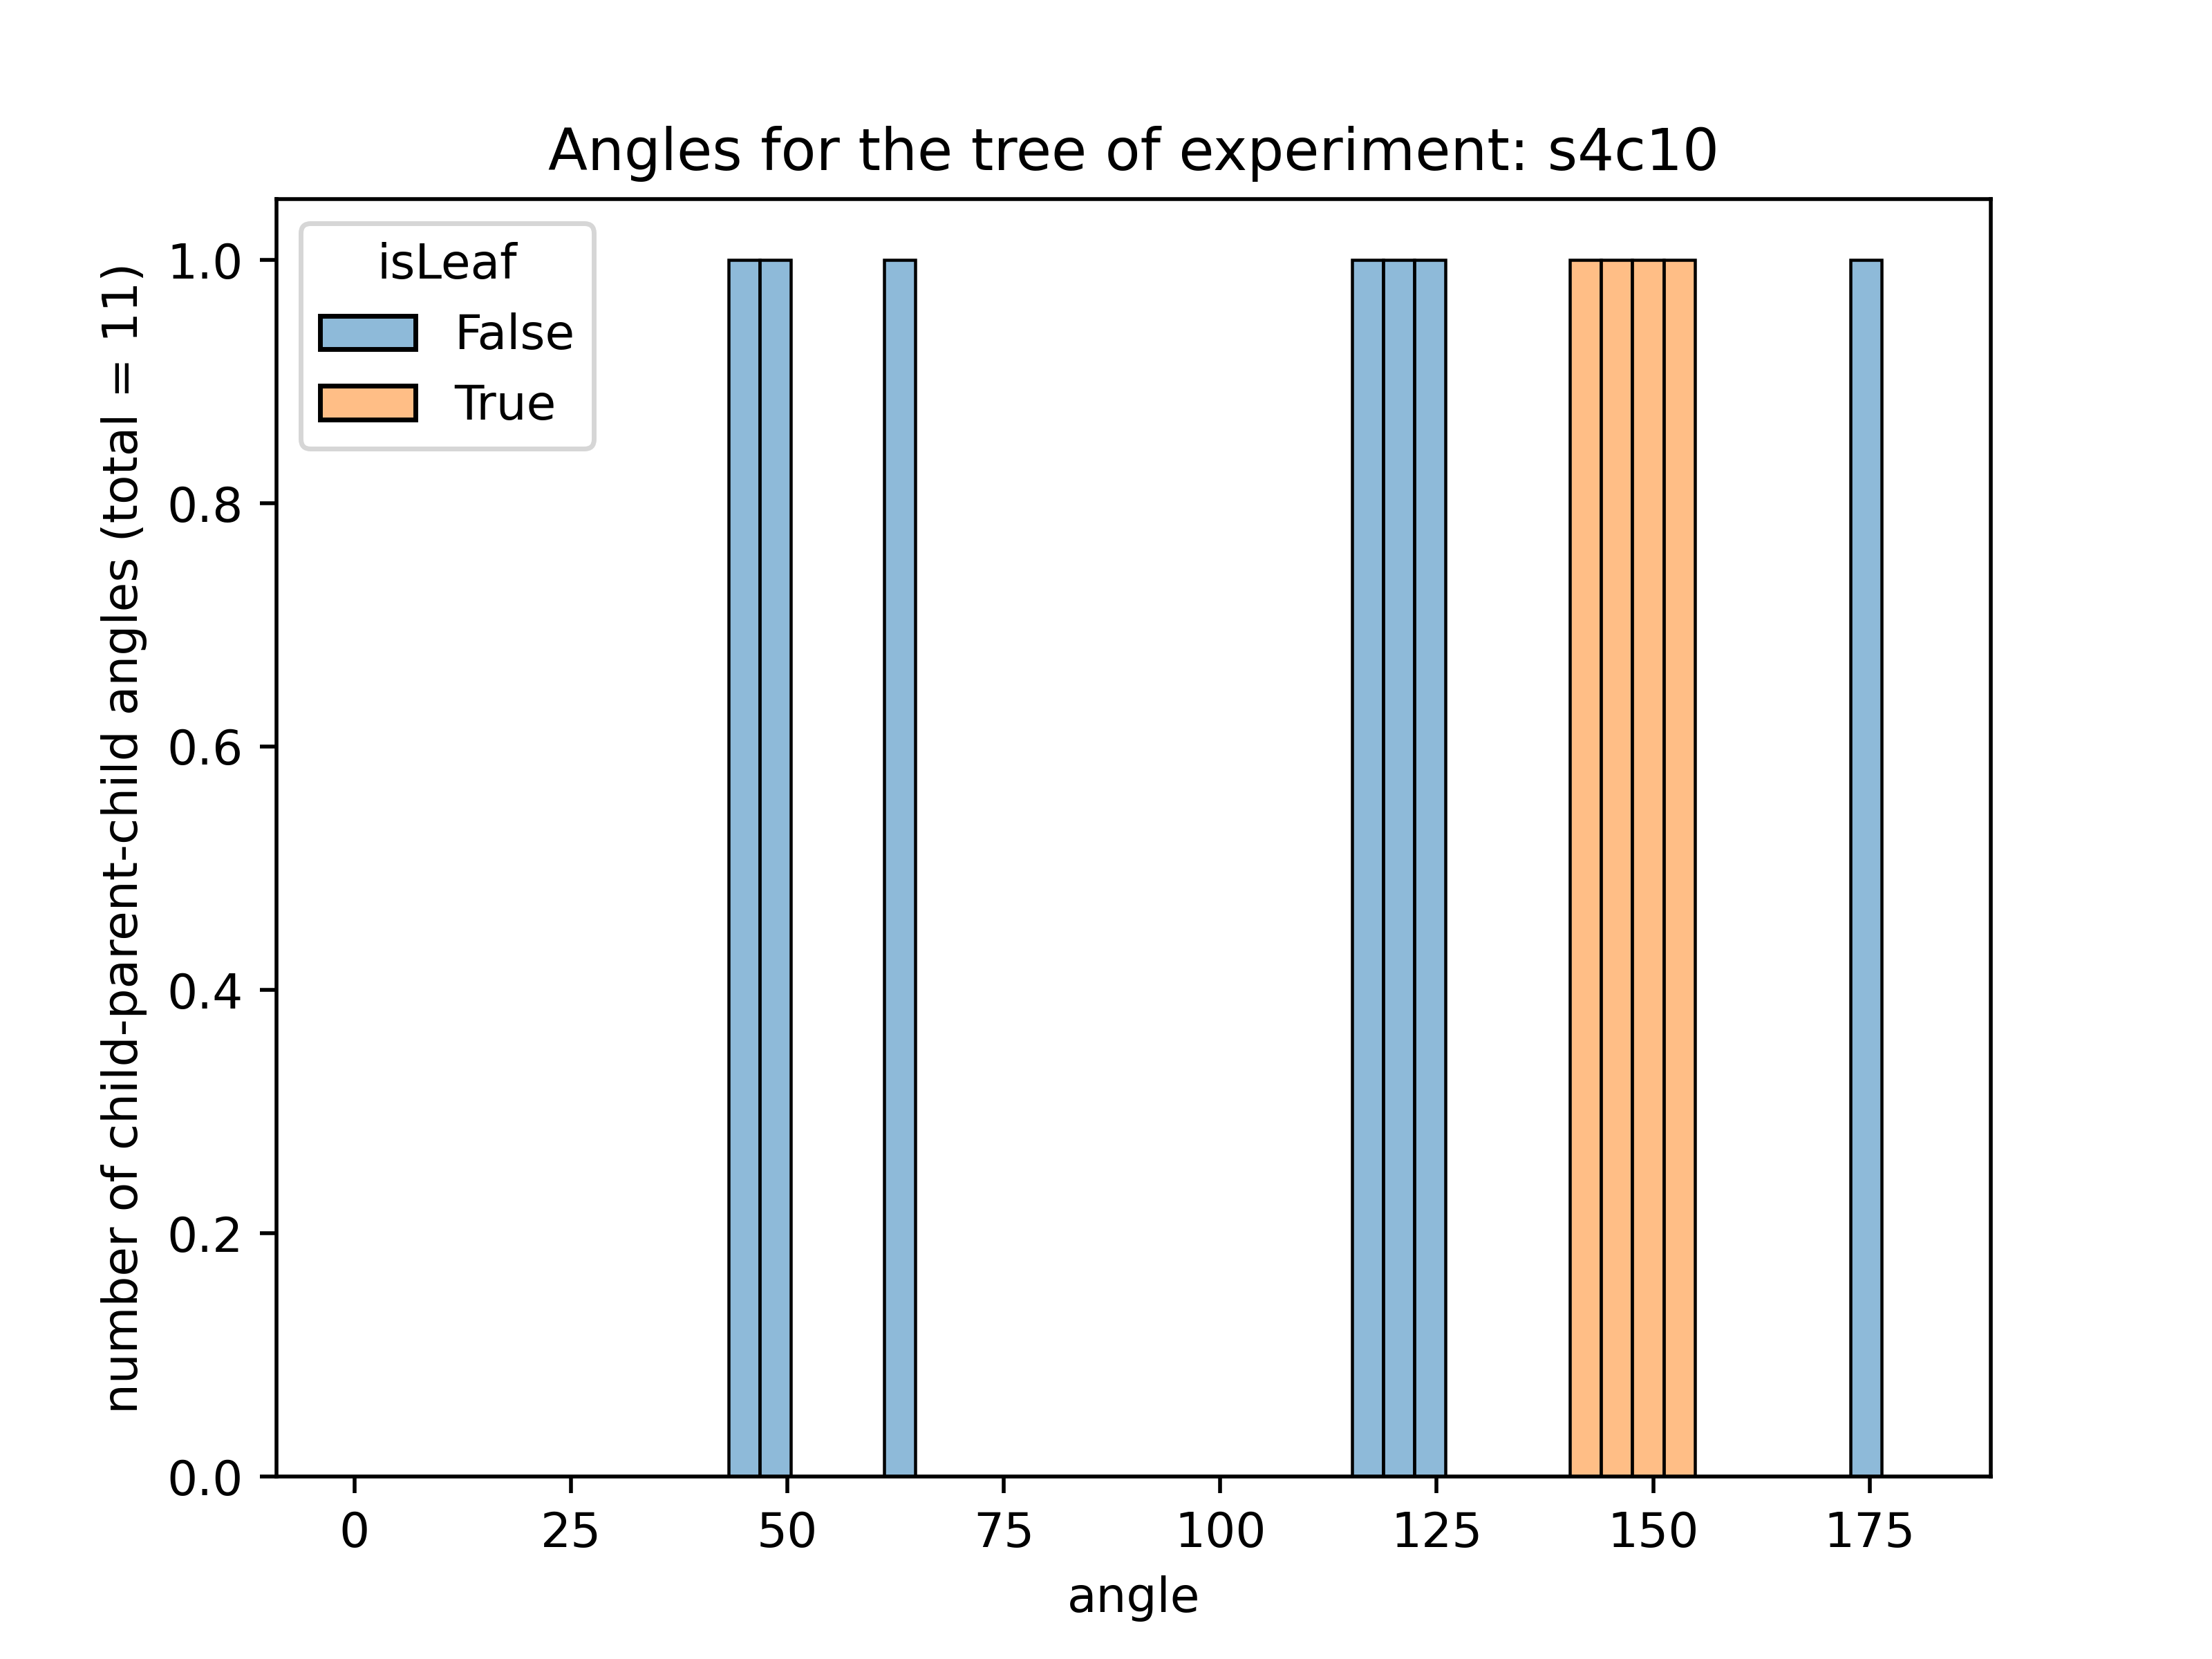 Angles for the tree of experiment: s4c10
isLeaf
False
True
number of child-parent-child angles (total = 11)
1.0
0.8
0.6
0.4
0.2
0.0
0 25 50 75 100 125 150 175
angle